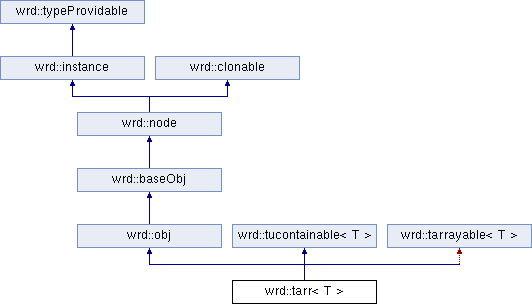 wrd::typeProvidable
wrd::instance
wrd::clonable
wrd::node
wrd::baseObj
wrd::obj
wrd::tucontainable< T >
wrd::tarrayable< T >
wrd::tarr< T >